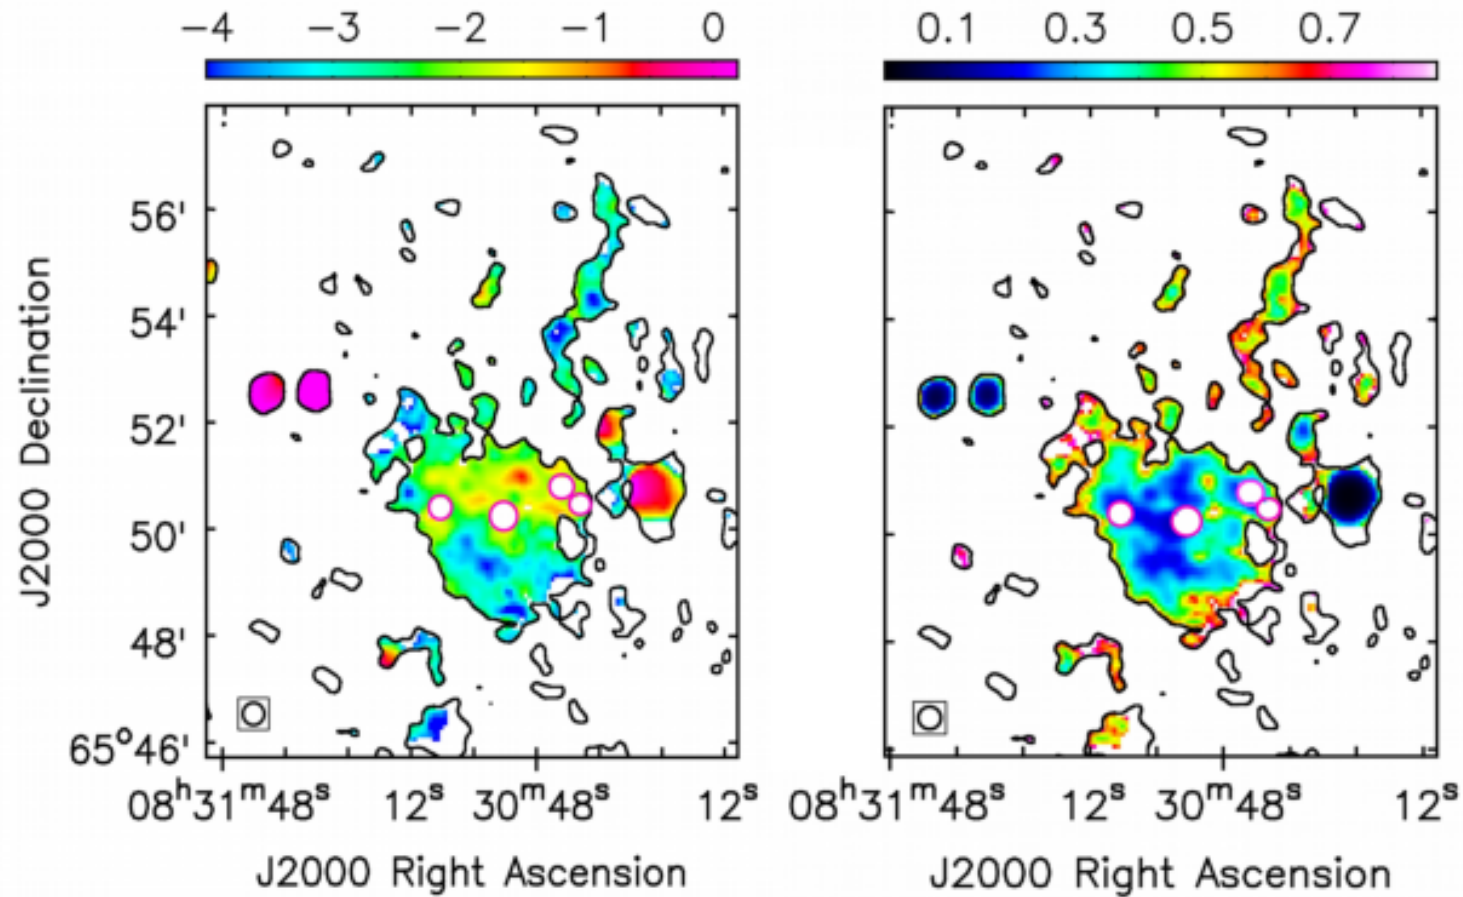 -4 -3 -2 -1 0
0.1 0.3 0.5 0.7
J2000 Declination
56'
54'
52'
50'
48'
65°46'
08ʰ31ᵐ48ˢ 12ˢ 30ᵐ48ˢ 12ˢ
08ʰ31ᵐ48ˢ 12ˢ 30ᵐ48ˢ 12ˢ
J2000 Right Ascension
J2000 Right Ascension